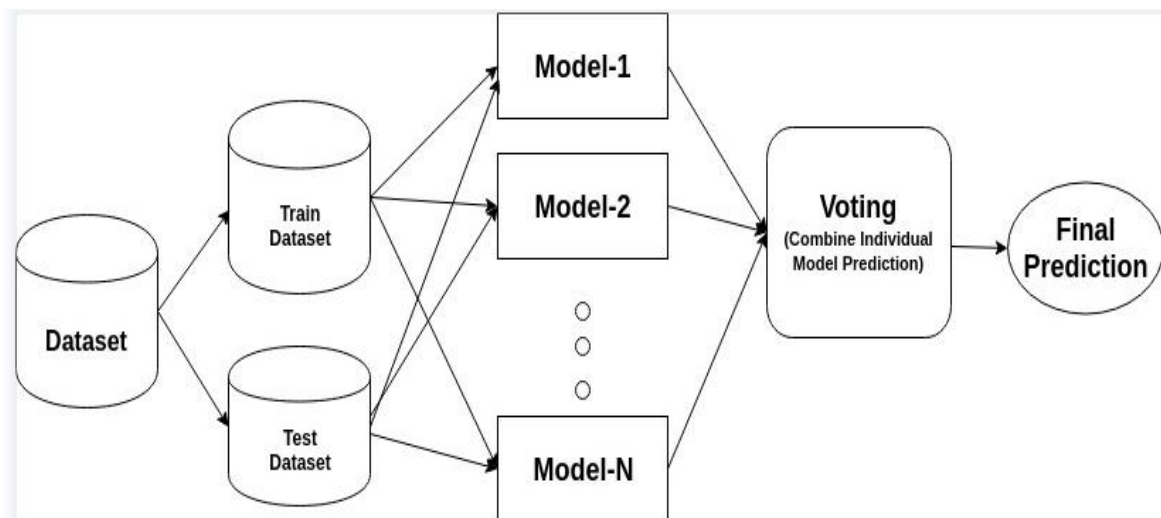 Dataset
Train
Dataset
Test
Dataset
Model-1
Model-2
Model-N
Voting
(Combine Individual
Model Prediction)
Final
Prediction